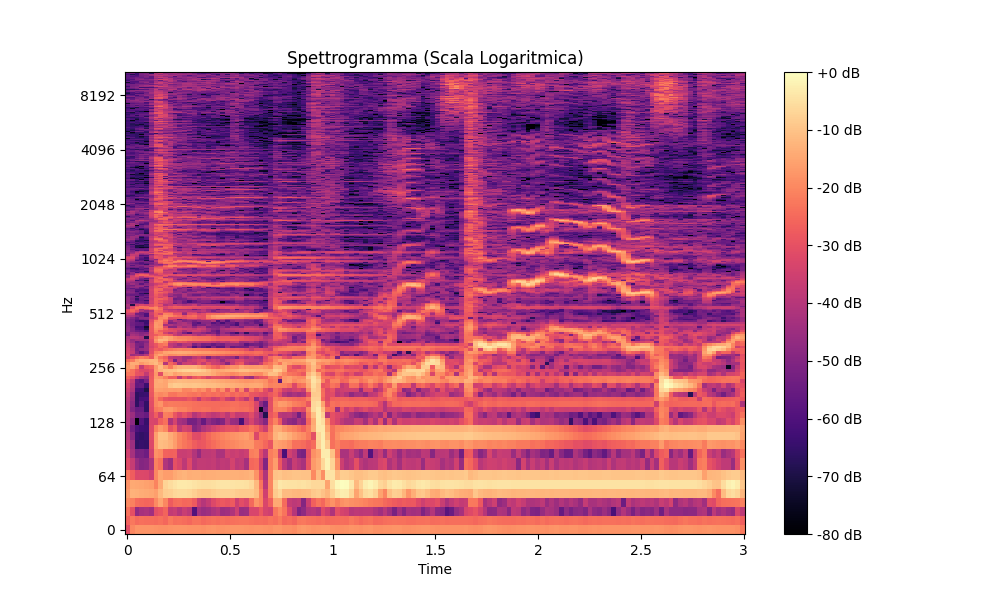 Spettrogramma (Scala Logaritmica)
Hz
8192
4096
2048
1024
512
256
128
64
0
0
0.5
1
1.5
2
2.5
3
Time
+0 dB
-10 dB
-20 dB
-30 dB
-40 dB
-50 dB
-60 dB
-70 dB
-80 dB